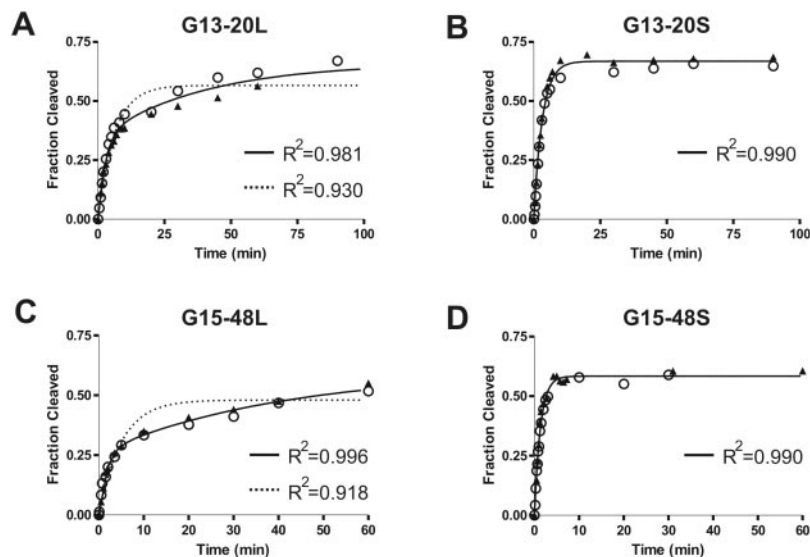 A
G13-20L
Fraction Cleaved
0.75
0.50
0.25
0.00
R²=0.981
R²=0.930
0
25
50
75
100
Time (min)
B
G13-20S
Fraction Cleaved
0.75
0.50
0.25
0.00
R²=0.990
0
25
50
75
100
Time (min)
C
G15-48L
Fraction Cleaved
0.75
0.50
0.25
0.00
R²=0.996
R²=0.918
0
10
20
30
40
50
60
Time (min)
D
G15-48S
Fraction Cleaved
0.75
0.50
0.25
0.00
R²=0.990
0
10
20
30
40
50
60
Time (min)